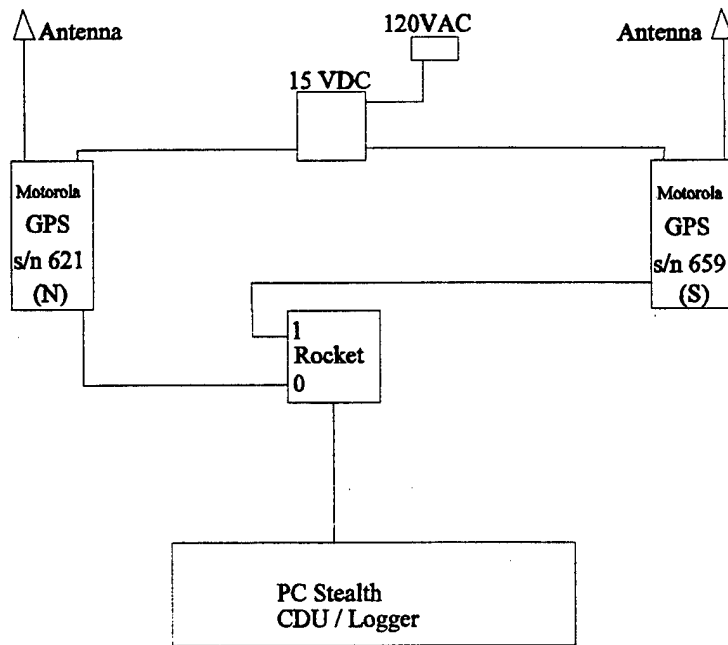 Antenna
120VAC
Antenna
15 VDC
Motorola
GPS
s/n 621
(N)
Motorola
GPS
s/n 659
(S)
1
Rocket
0
PC Stealth
CDU / Logger